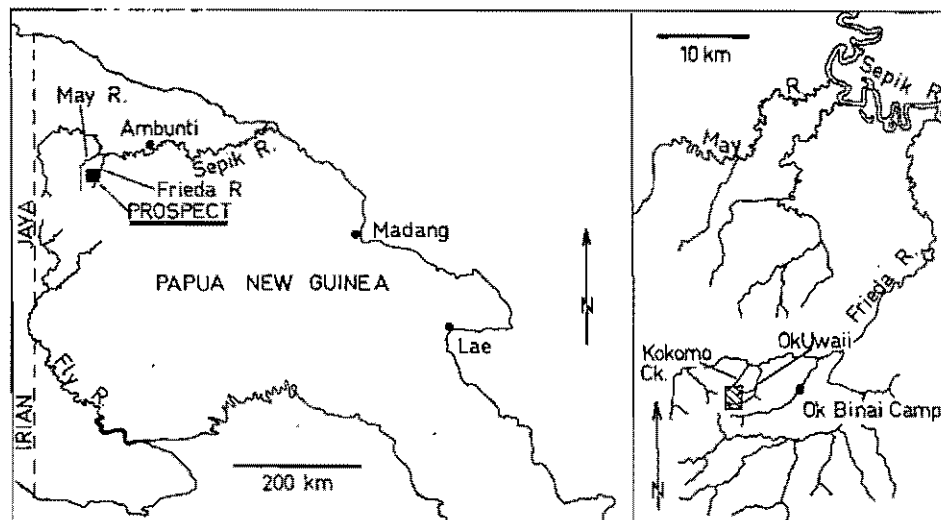 May R.
Ambunti
Sepik R.
Frieda R
PROSPECT
JAYA
Madang
PAPUA NEW GUINEA
N
Lae
Fly R.
IRIAN
200 km
10 km
Sepik R.
May R.
Frieda R.
Ok Uwaii
Kokomo
Ck.
Ok Binai Camp
N